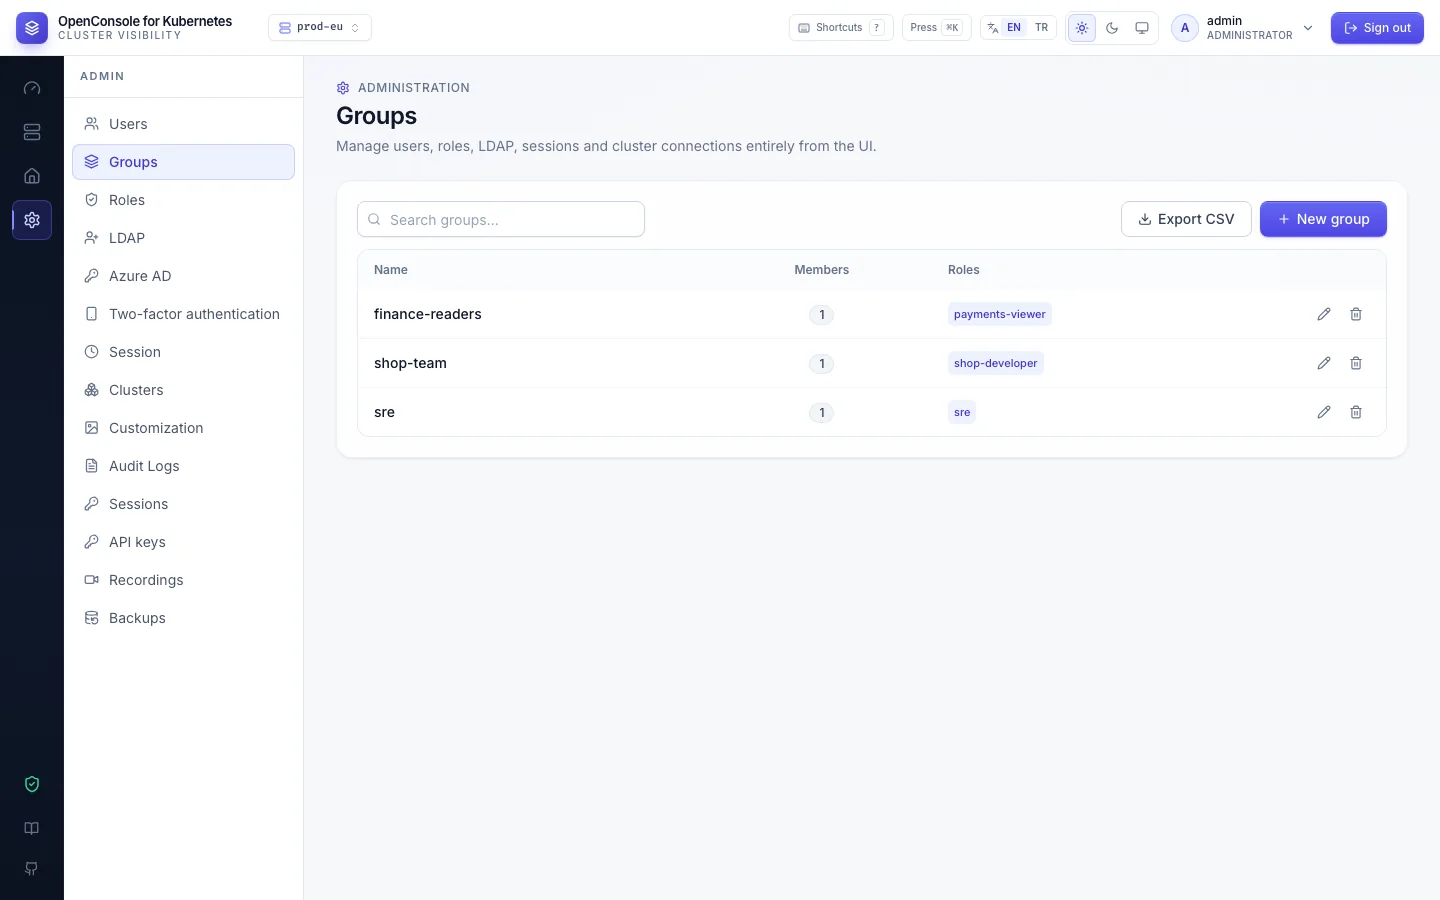 OpenConsole for Kubernetes
CLUSTER VISIBILITY
prod-eu
Shortcuts ?
Press ⌘K
EN TR
A
admin
ADMINISTRATOR
Sign out
ADMIN
Users
Groups
Roles
LDAP
Azure AD
Two-factor authentication
Session
Clusters
Customization
Audit Logs
Sessions
API keys
Recordings
Backups
ADMINISTRATION
Groups
Manage users, roles, LDAP, sessions and cluster connections entirely from the UI.
Search groups...
Export CSV
New group
Name Members Roles
finance-readers 1 payments-viewer
shop-team 1 shop-developer
sre 1 sre